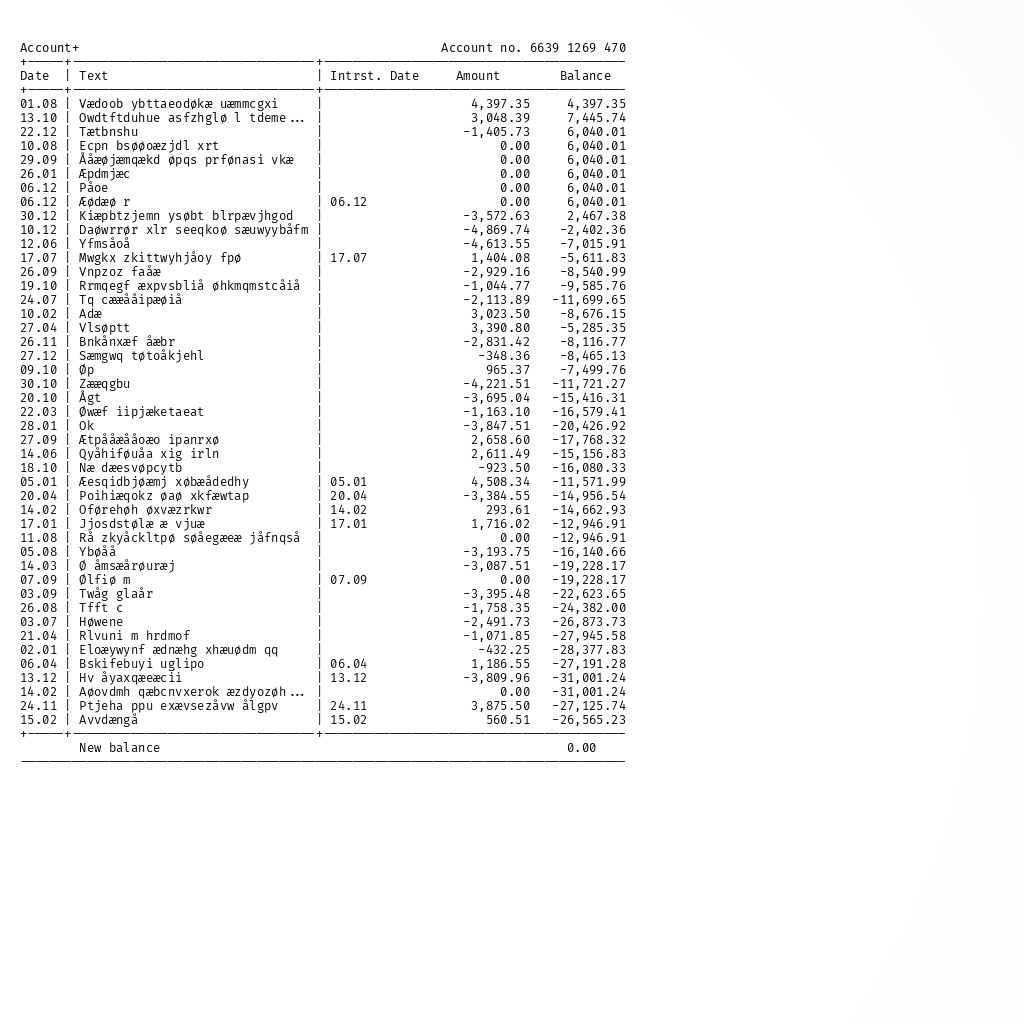 Account+ Account no. 6639 1269 470
Date | Text | Intrst. Date Amount Balance
01.08 | Vædoob ybttaeodøkæ uæmmcgxi | 4,397.35 4,397.35
13.10 | Owdtftduhue asfzhglø l tdeme... | 3,048.39 7,445.74
22.12 | Tætbnshu | -1,405.73 6,040.01
10.08 | Ecpn bsøøoæzjdl xrt | 0.00 6,040.01
29.09 | Ååæøjæmqækd øpqs prfønasi vkæ | 0.00 6,040.01
26.01 | Æpdmjæc | 0.00 6,040.01
06.12 | Påoe | 0.00 6,040.01
06.12 | Æødæø r | 06.12 0.00 6,040.01
30.12 | Kiæpbtzjemn ysøbt blrpævjhgod | -3,572.63 2,467.38
10.12 | Daøwrrør xlr seeqkoø sæuwyybåfm | -4,869.74 -2,402.36
12.06 | Yfmsåoå | -4,613.55 -7,015.91
17.07 | Mwgkx zkittwyhjåoy fpø | 17.07 1,404.08 -5,611.83
26.09 | Vnpzoz faåæ | -2,929.16 -8,540.99
19.10 | Rrmqegf æxpvsbliå øhkmqmstcåiå | -1,044.77 -9,585.76
24.07 | Tq cææååipæøiå | -2,113.89 -11,699.65
10.02 | Adæ | 3,023.50 -8,676.15
27.04 | Vlsøptt | 3,390.80 -5,285.35
26.11 | Bnkånxæf åæbr | -2,831.42 -8,116.77
27.12 | Sæmgwq tøtoåkjehl | -348.36 -8,465.13
09.10 | Øp | 965.37 -7,499.76
30.10 | Zææqgbu | -4,221.51 -11,721.27
20.10 | Ågt | -3,695.04 -15,416.31
22.03 | Øwæf iipjæketaeat | -1,163.10 -16,579.41
28.01 | Ok | -3,847.51 -20,426.92
27.09 | Ætpååæååoæo ipanrxø | 2,658.60 -17,768.32
14.06 | Qyåhiføuåa xig irln | 2,611.49 -15,156.83
18.10 | Næ dæesvøpcytb | -923.50 -16,080.33
05.01 | Æesqidbjøæmj xøbæådedhy | 05.01 4,508.34 -11,571.99
20.04 | Poihiæqokz øaø xkfæwtap | 20.04 -3,384.55 -14,956.54
14.02 | Oførehøh øxvæzrkwr | 14.02 293.61 -14,662.93
17.01 | Jjosdstølæ æ vjuæ | 17.01 1,716.02 -12,946.91
11.08 | Rå zkyåckltpø søåegæeæ jåfnqså | 0.00 -12,946.91
05.08 | Ybøåå | -3,193.75 -16,140.66
14.03 | Ø åmsæårøuræj | -3,087.51 -19,228.17
07.09 | Ølfiø m | 07.09 0.00 -19,228.17
03.09 | Twåg glaår | -3,395.48 -22,623.65
26.08 | Tfft c | -1,758.35 -24,382.00
03.07 | Høwene | -2,491.73 -26,873.73
21.04 | Rlvuni m hrdmof | -1,071.85 -27,945.58
02.01 | Eloæywynf ædnæhg xhæuødm qq | -432.25 -28,377.83
06.04 | Bskifebuyi uglipo | 06.04 1,186.55 -27,191.28
13.12 | Hv åyaxqæeæcii | 13.12 -3,809.96 -31,001.24
14.02 | Aøovdmh qæbcnvxerok æzdyozøh... | 0.00 -31,001.24
24.11 | Ptjeha ppu exævsezåvw ålgpv | 24.11 3,875.50 -27,125.74
15.02 | Avvdængå | 15.02 560.51 -26,565.23
New balance 0.00